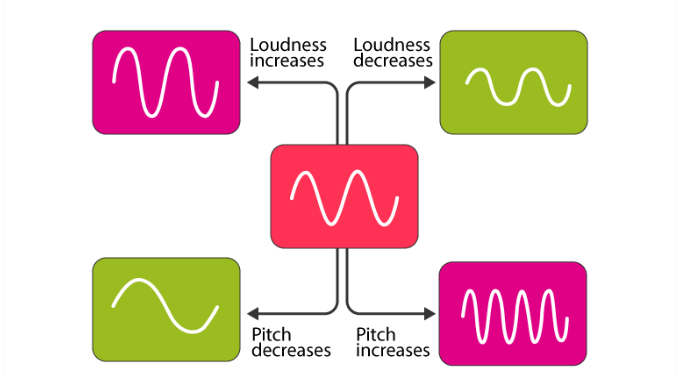 Loudness
increases
Loudness
decreases
Pitch
decreases
Pitch
increases